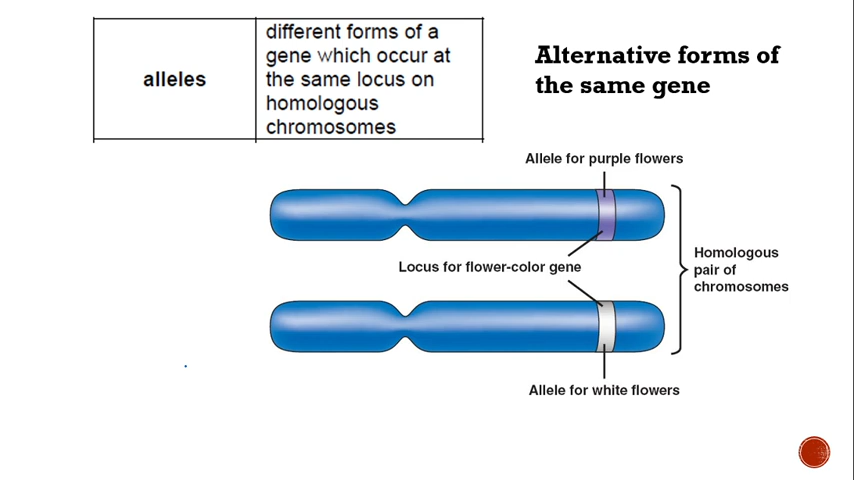 alleles
different forms of a
gene which occur at
the same locus on
homologous
chromosomes
Alternative forms of
the same gene
Allele for purple flowers
Locus for flower-color gene
Homologous
pair of
chromosomes
Allele for white flowers